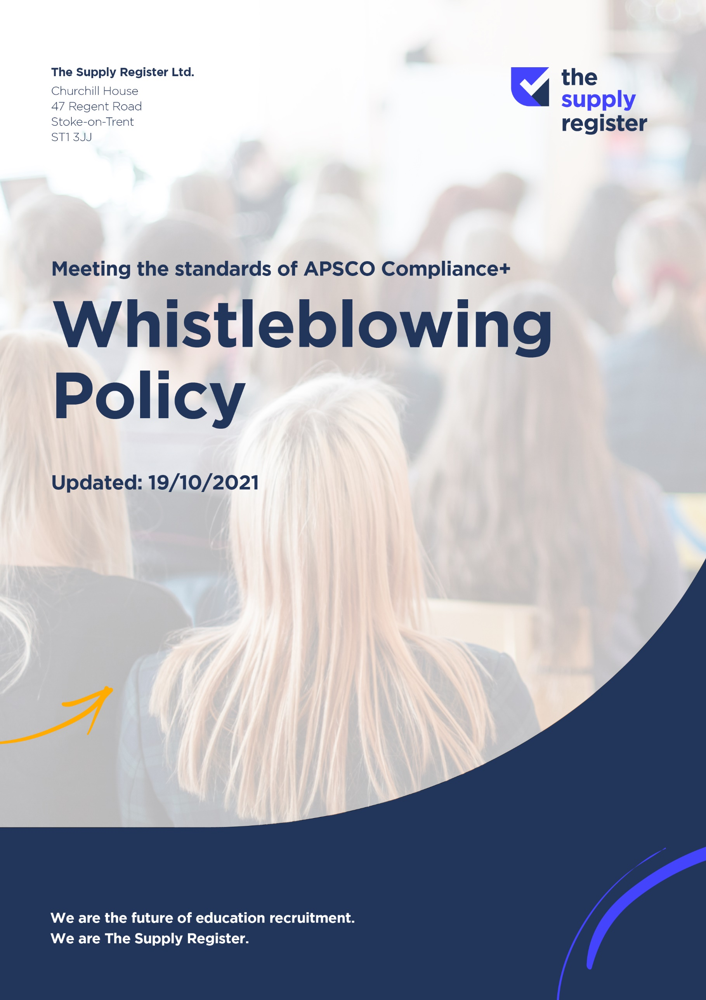 The Supply Register Ltd.
Churchill House
47 Regent Road
Stoke-on-Trent
ST1 3JJ
the
supply
register
Meeting the standards of APSCO Compliance+
Whistleblowing
Policy
Updated: 19/10/2021
We are the future of education recruitment.
We are The Supply Register.